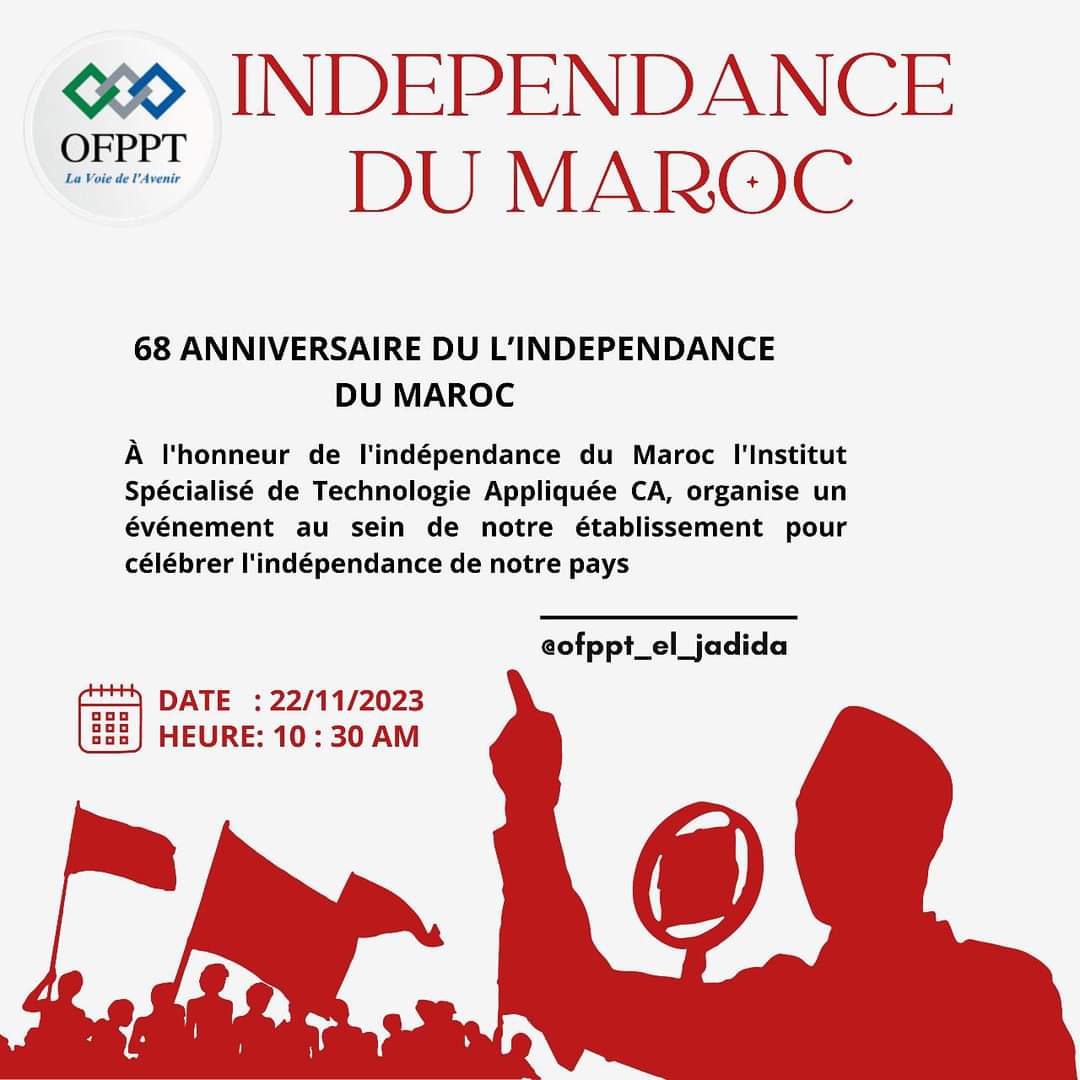 OFPPT
La Voie de l'Avenir
INDEPENDANCE
DU MAROC
68 ANNIVERSAIRE DU L’INDEPENDANCE
DU MAROC
À l'honneur de l'indépendance du Maroc l'Institut
Spécialisé de Technologie Appliquée CA, organise un
événement au sein de notre établissement pour
célébrer l'indépendance de notre pays
@ofppt_el_jadida
DATE : 22/11/2023
HEURE: 10 : 30 AM